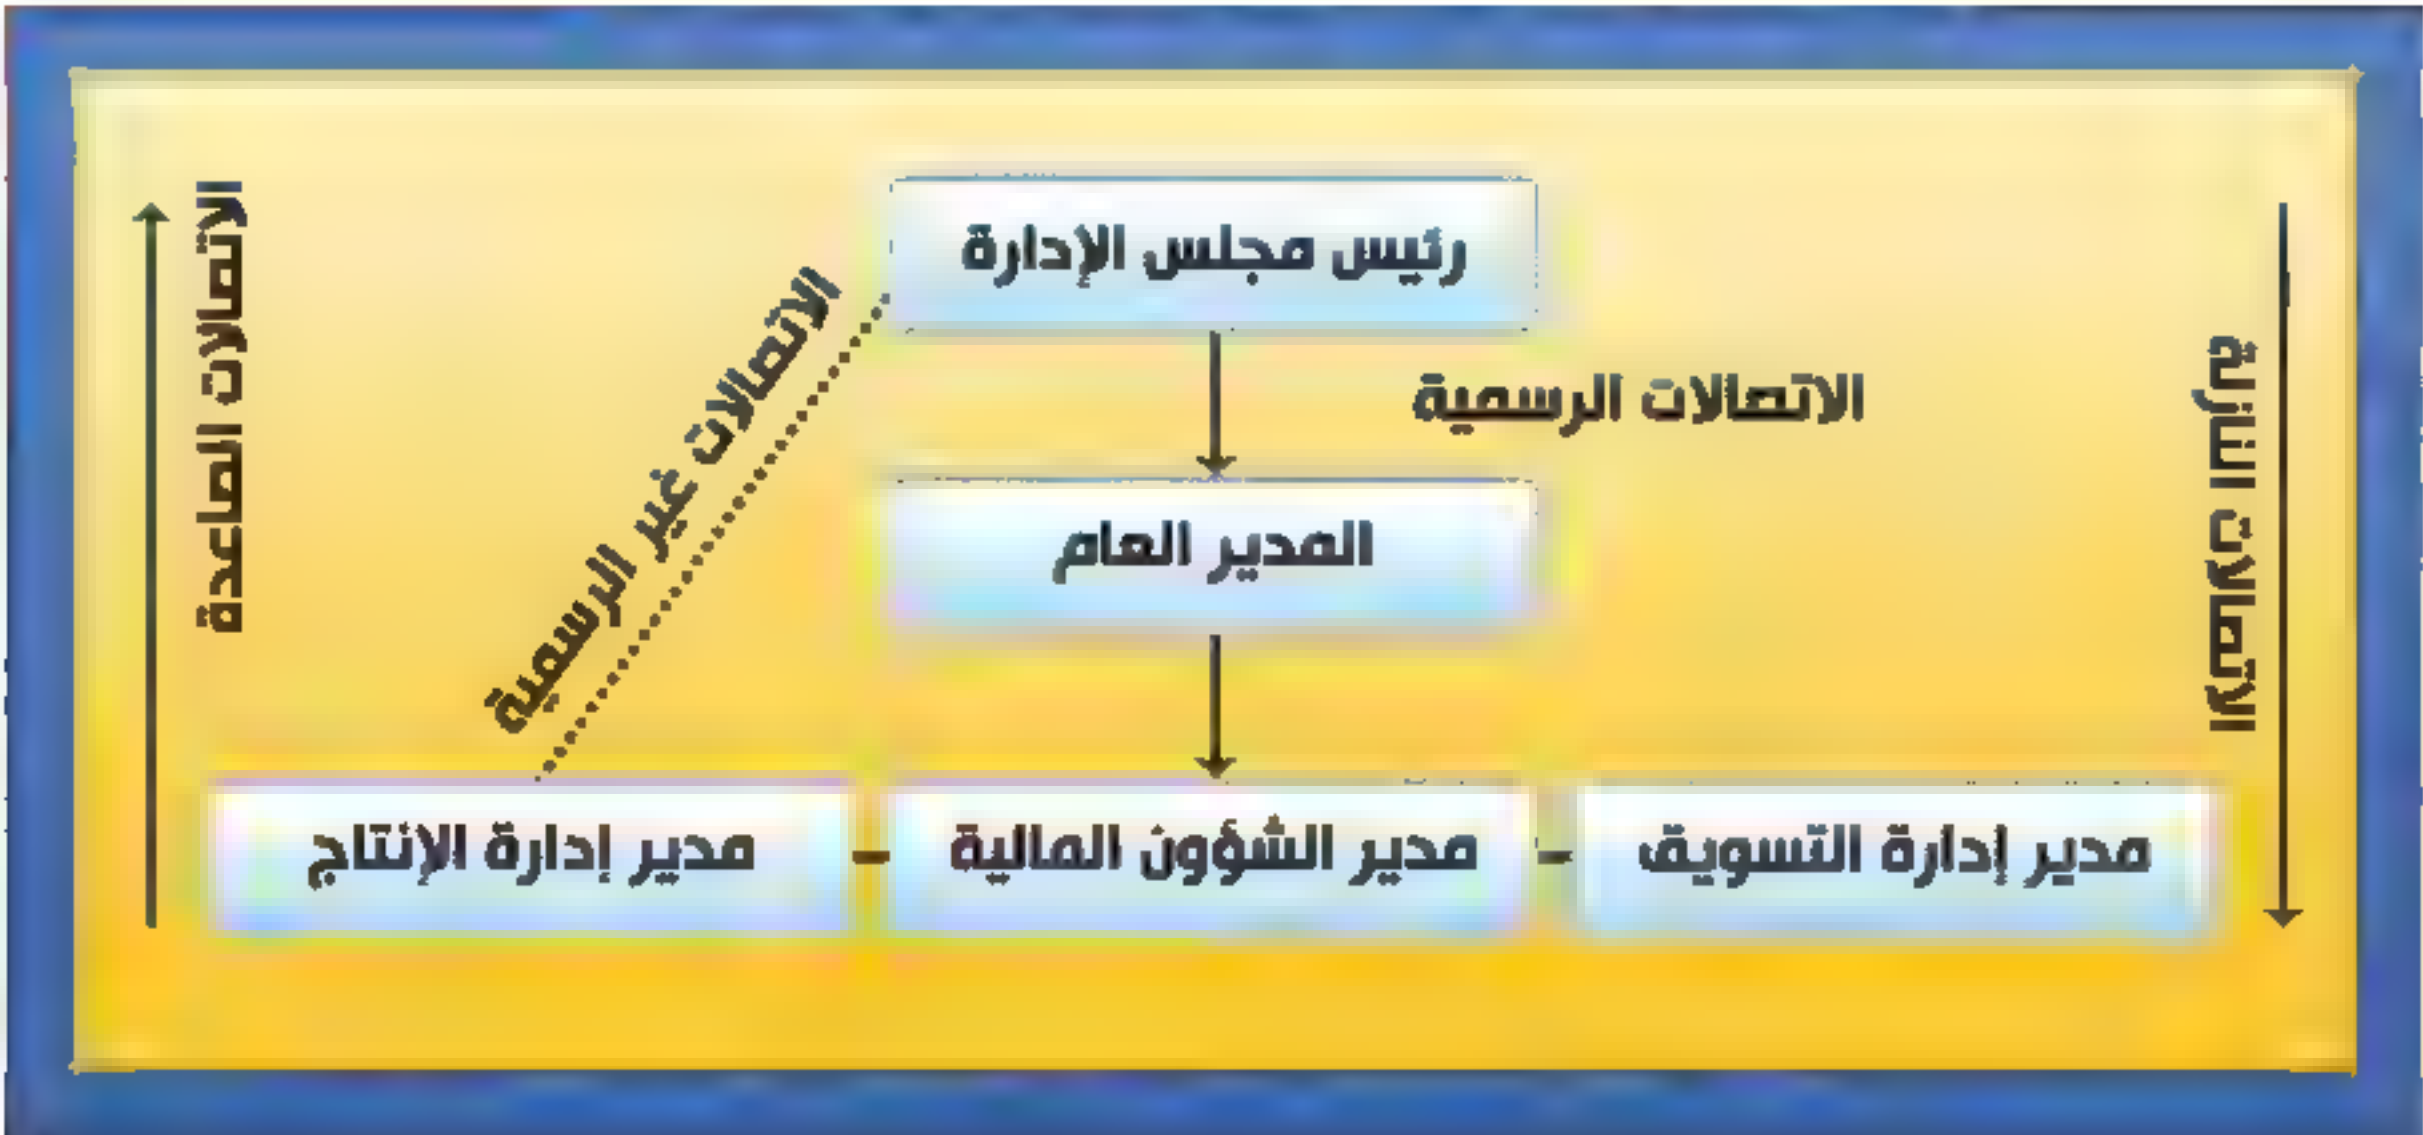 رئيس مجلس الإدارة
الاتصالات الرسمية
المدير العام
مدير إدارة التسويق - مدير الشؤون المالية - مدير إدارة الإنتاج
الاتصالات النازلة
الاتصالات غير الرسمية
الاتصالات الصاعدة